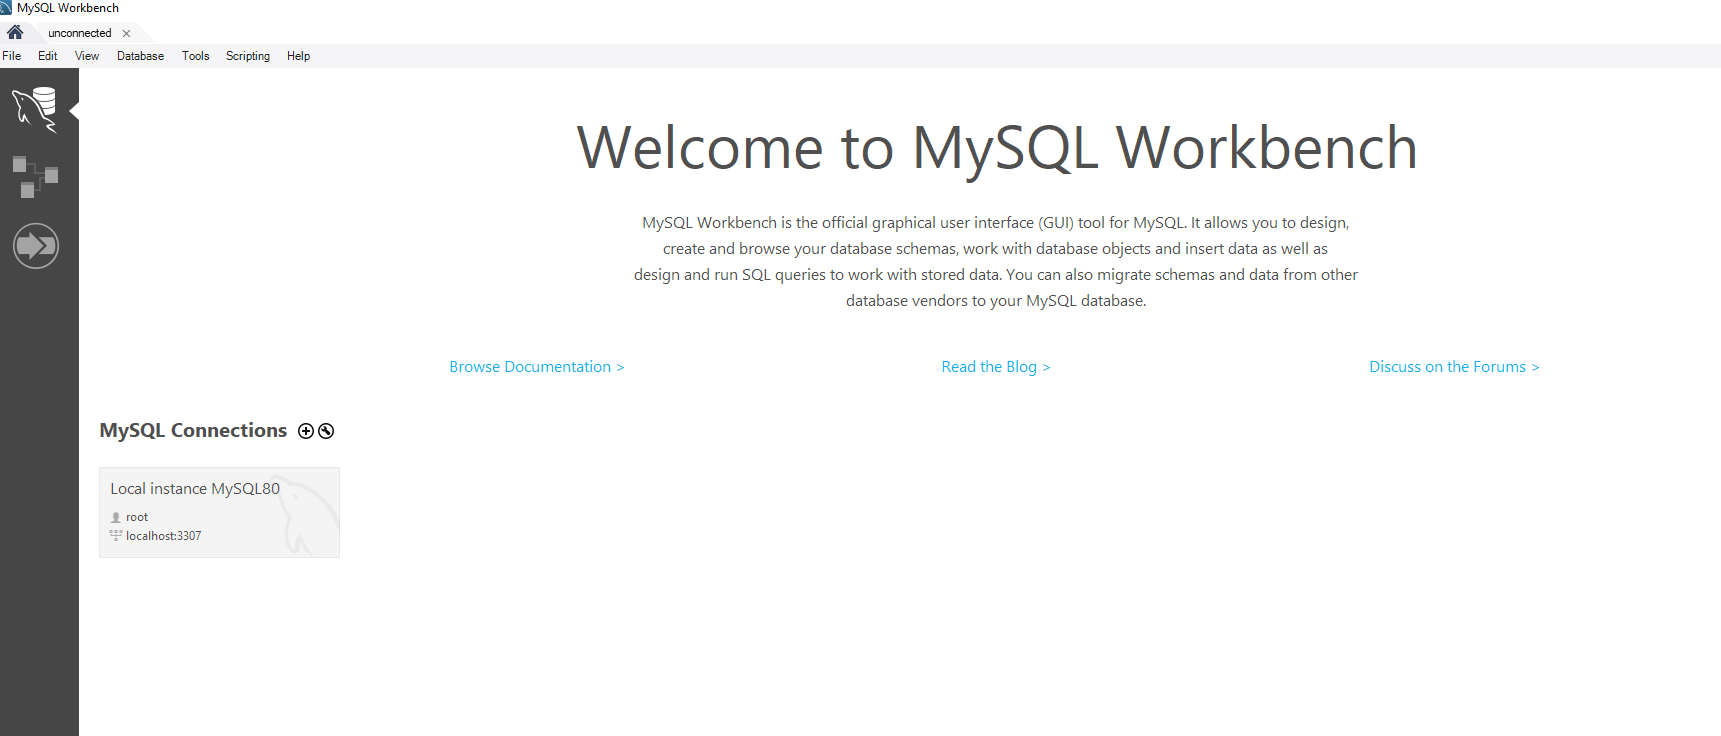 MySQL Workbench
unconnected
File Edit View Database Tools Scripting Help
Welcome to MySQL Workbench
MySQL Workbench is the official graphical user interface (GUI) tool for MySQL. It allows you to design,
create and browse your database schemas, work with database objects and insert data as well as
design and run SQL queries to work with stored data. You can also migrate schemas and data from other
database vendors to your MySQL database.
Browse Documentation > Read the Blog > Discuss on the Forums >
MySQL Connections
Local instance MySQL80
root
localhost:3307